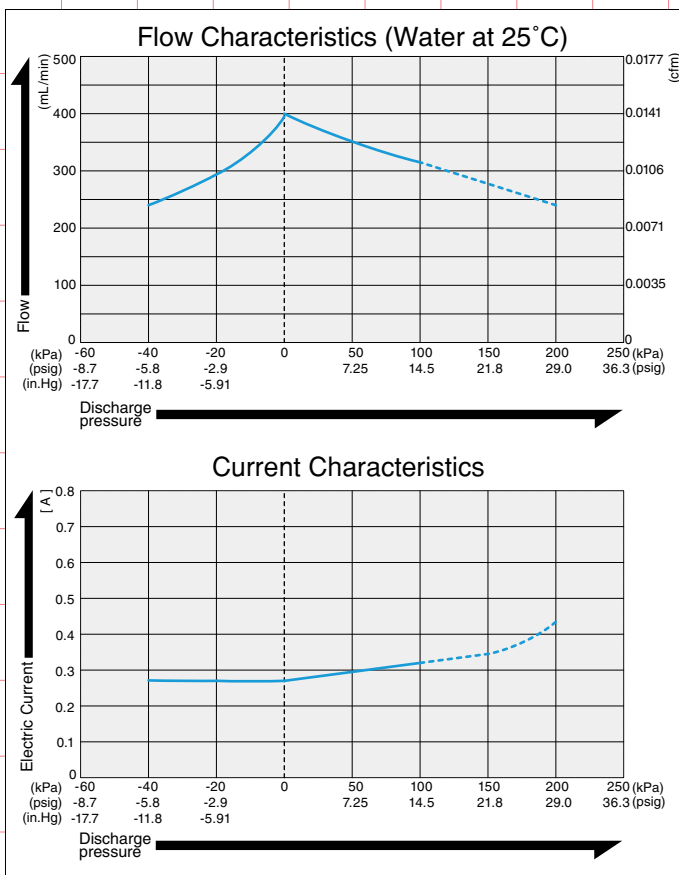 Flow Characteristics (Water at 25˚C)
(mL/min)
(cfm)
500
400
300
200
100
0
0.0177
0.0141
0.0106
0.0071
0.0035
0
Flow
(kPa) -60 -40 -20 0 50 100 150 200 250 (kPa)
(psig) -8.7 -5.8 -2.9 7.25 14.5 21.8 29.0 36.3 (psig)
(in.Hg) -17.7 -11.8 -5.91
Discharge
pressure
Current Characteristics
[ A ]
0.8
0.7
0.6
0.5
0.4
0.3
0.2
0.1
0
Electric Current
(kPa) -60 -40 -20 0 50 100 150 200 250 (kPa)
(psig) -8.7 -5.8 -2.9 7.25 14.5 21.8 29.0 36.3 (psig)
(in.Hg) -17.7 -11.8 -5.91
Discharge
pressure